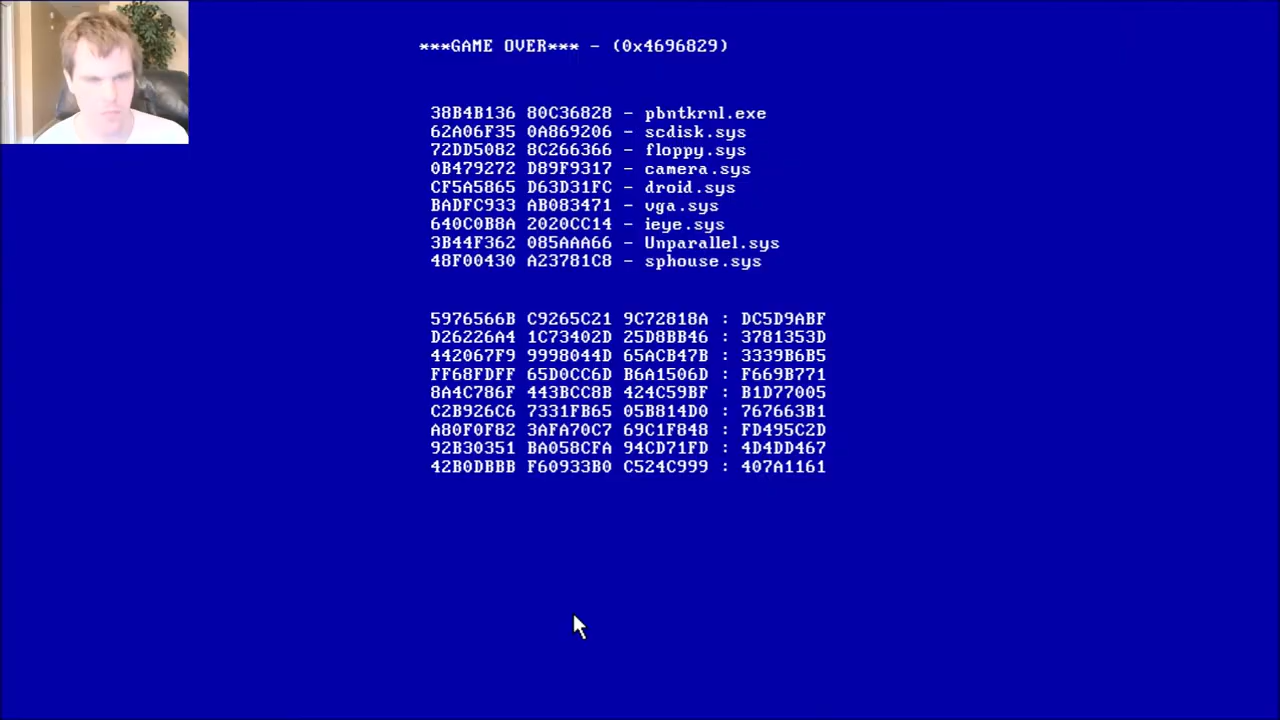 ***GAME OVER*** - (0x4696829)
38B4B136 80C36828 - pbntkrnl.exe
62A06F35 0A869206 - scdisk.sys
72DD5082 8C266366 - floppy.sys
0B479272 D89F9317 - camera.sys
CF5A5865 D63D31FC - droid.sys
BADFC933 AB083471 - vga.sys
640C0B8A 2020CC14 - ieye.sys
3B44F362 085AAA66 - Unparallel.sys
48F00430 A23781C8 - sphouse.sys
5976566B C9265C21 9C72818A : DC5D9ABF
D26226A4 1C73402D 25D8BB46 : 3781353D
442067F9 9998044D 65ACB47B : 3339B6B5
FF68FDFF 65D0CC6D B6A1506D : F669B771
8A4C786F 443BCC8B 424C59BF : B1D77005
C2B926C6 7331FB65 05B814D0 : 767663B1
A80F0F82 3AFA70C7 69C1F848 : FD495C2D
92B30351 BA058CFA 94CD71FD : 4D4DD467
42B0DBBB F60933B0 C524C999 : 407A1161